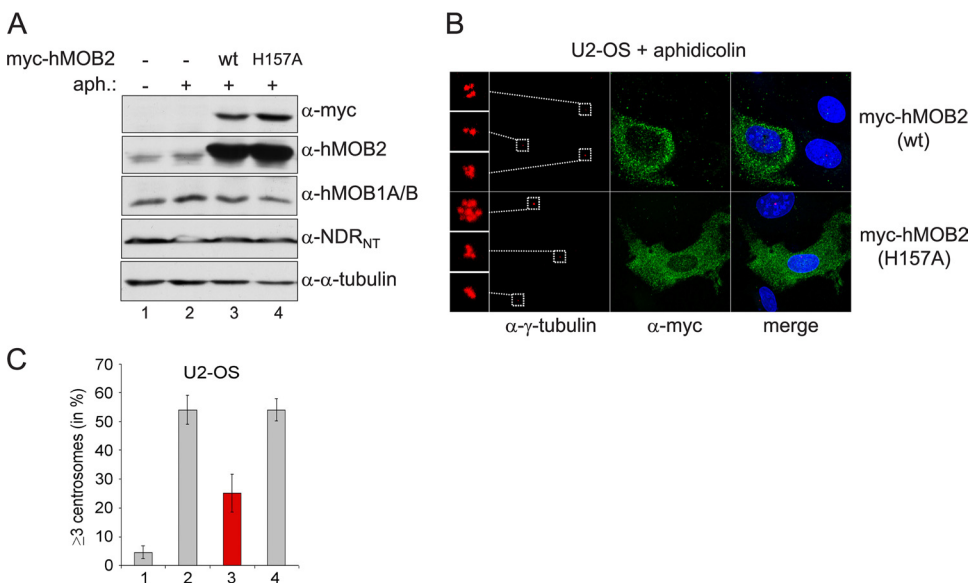 A
myc-hMOB2 - - wt H157A
aph.: - + + +
α-myc
α-hMOB2
α-hMOB1A/B
α-NDRNT
α-α-tubulin
1 2 3 4
B
U2-OS + aphidicolin
myc-hMOB2
(wt)
myc-hMOB2
(H157A)
α-γ-tubulin α-myc merge
C
U2-OS
≥3 centrosomes (in %)
70
60
50
40
30
20
10
0
1 2 3 4